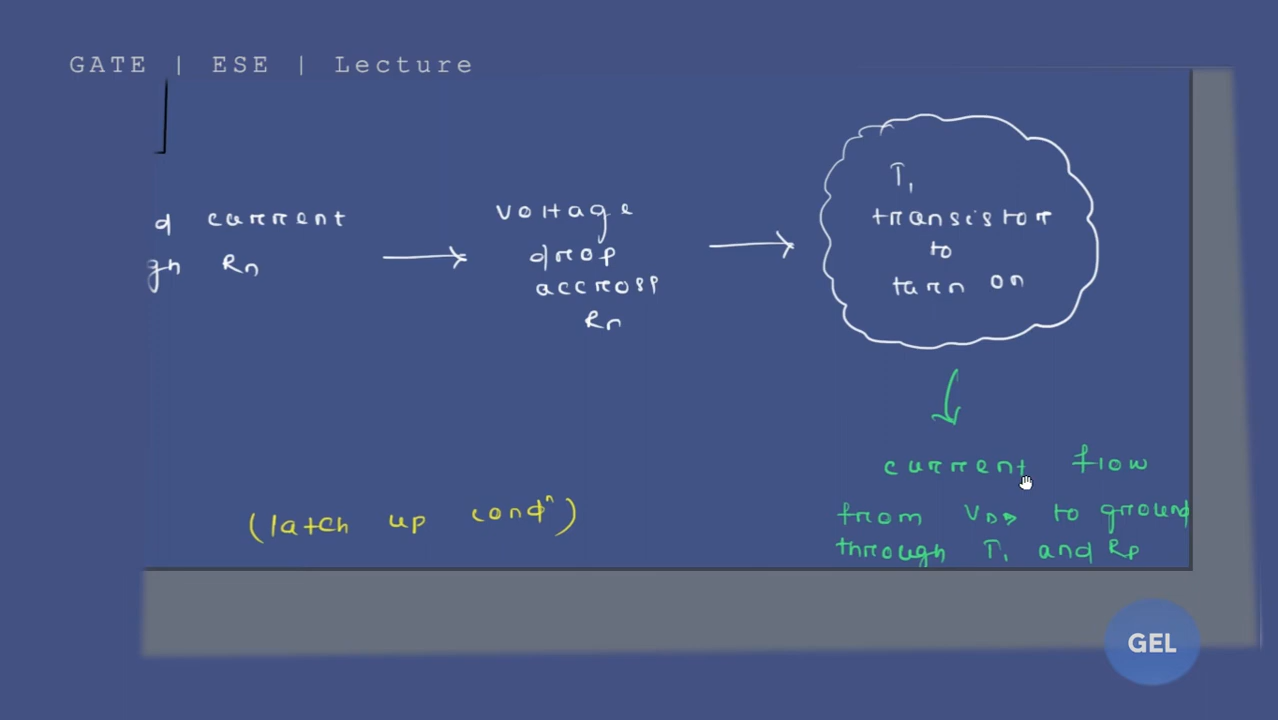 GATE | ESE | Lecture
d current
gh Rn
voltage
drop
accross
Rn
T1
transistor
to
turn on
current flow
from VDD to ground
through T1 and Rp
(latch up condn)
GEL